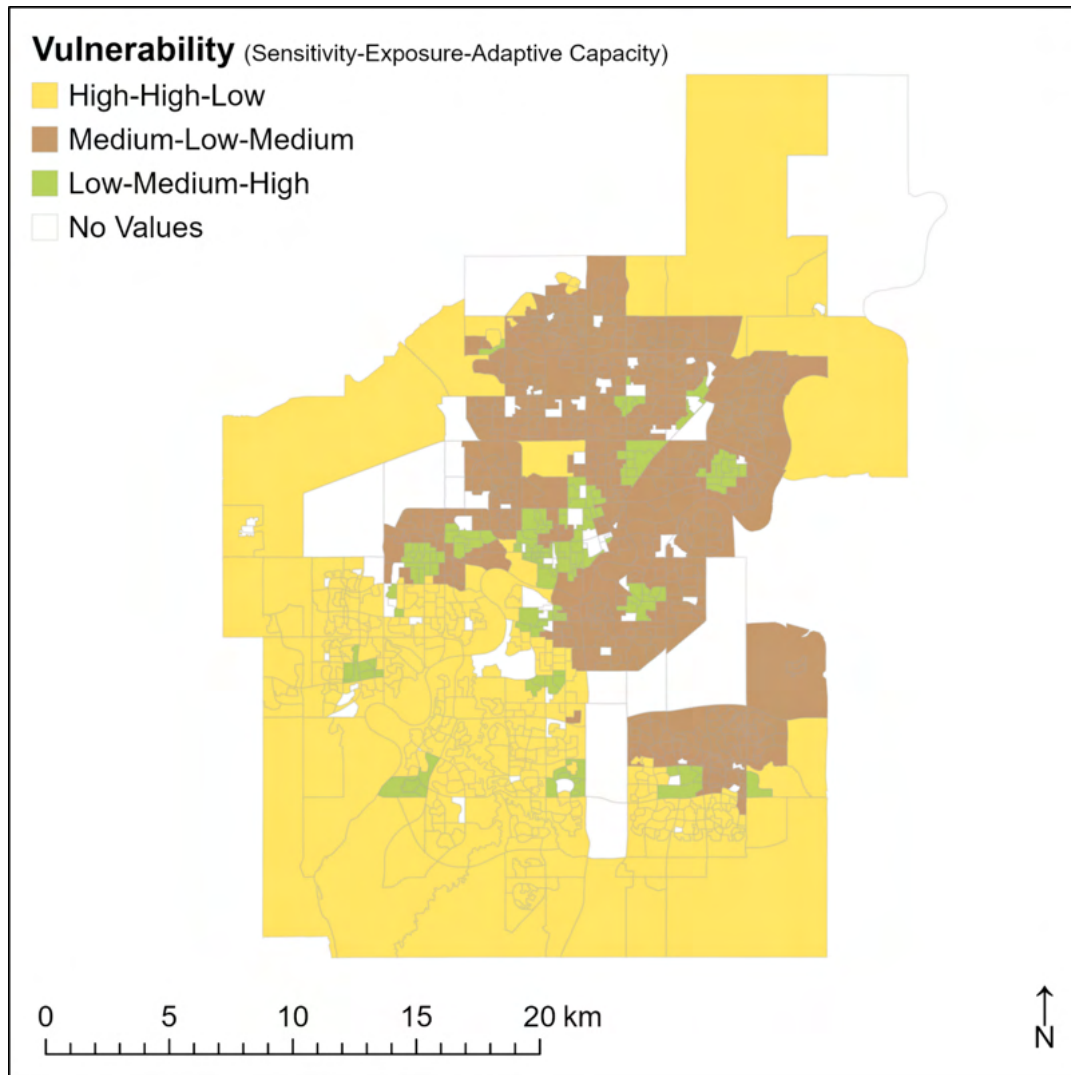 Vulnerability (Sensitivity-Exposure-Adaptive Capacity)
High-High-Low
Medium-Low-Medium
Low-Medium-High
No Values
0 5 10 15 20 km
N